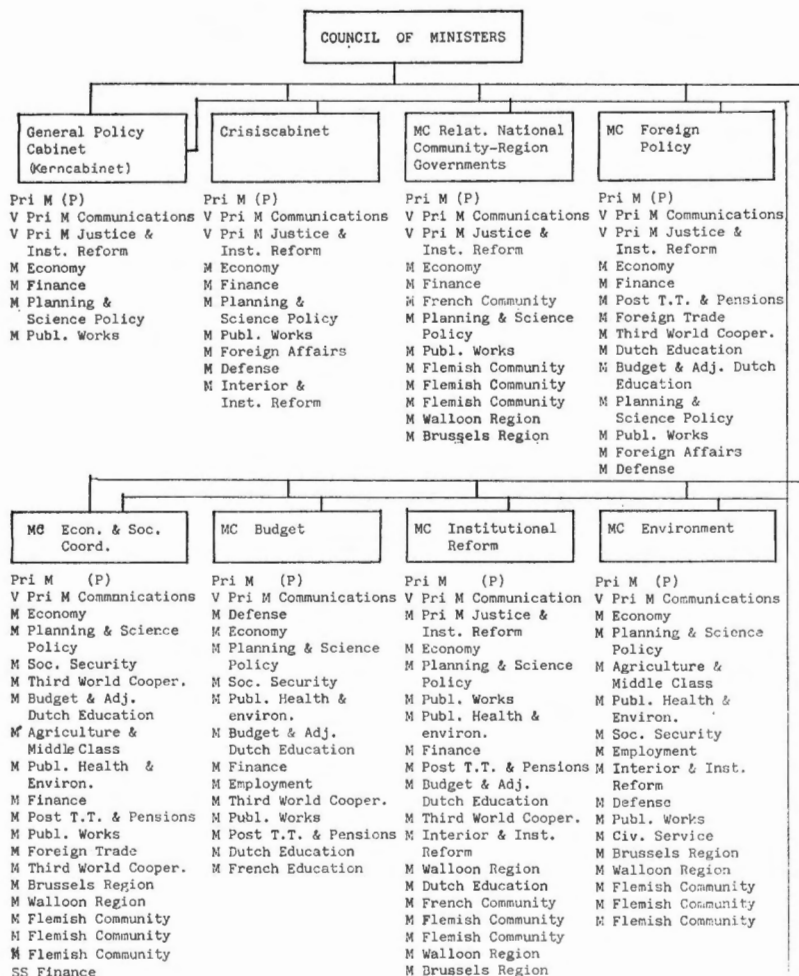 COUNCIL OF MINISTERS
General Policy
Cabinet
(Kerncabinet)
Pri M (P)
V Pri M Communications
V Pri M Justice &
Inst. Reform
M Economy
M Finance
M Planning &
Science Policy
M Publ. Works
Crisiscabinet
Pri M (P)
V Pri M Communications
V Pri M Justice &
Inst. Reform
M Economy
M Finance
M Planning &
Science Policy
M Publ. Works
M Foreign Affairs
M Defense
M Interior &
Inst. Reform
MC Relat. National
Community-Region
Governments
Pri M (P)
V Pri M Communications
V Pri M Justice &
Inst. Reform
M Economy
M Finance
M French Community
M Planning & Science
Policy
M Publ. Works
M Flemish Community
M Flemish Community
M Flemish Community
M Walloon Region
M Brussels Region
MC Foreign
Policy
Pri M (P)
V Pri M Communications
V Pri M Justice &
Inst. Reform
M Economy
M Finance
M Post T.T. & Pensions
M Foreign Trade
M Third World Cooper.
M Dutch Education
M Budget & Adj. Dutch
Education
M Planning &
Science Policy
M Publ. Works
M Foreign Affairs
M Defense
MC Econ. & Soc.
Coord.
Pri M (P)
V Pri M Communications
M Economy
M Planning & Science
Policy
M Soc. Security
M Third World Cooper.
M Budget & Adj.
Dutch Education
M Agriculture &
Middle Class
M Publ. Health &
Environ.
M Finance
M Post T.T. & Pensions
M Publ. Works
M Foreign Trade
M Third World Cooper.
M Brussels Region
M Walloon Region
M Flemish Community
M Flemish Community
M Flemish Community
SS Finance
MC Budget
Pri M (P)
V Pri M Communications
M Defense
M Economy
M Planning & Science
Policy
M Soc. Security
M Publ. Health &
environ.
M Budget & Adj.
Dutch Education
M Finance
M Employment
M Third World Cooper.
M Publ. Works
M Post T.T. & Pensions
M Dutch Education
M French Education
MC Institutional
Reform
Pri M (P)
V Pri M Communication
M Pri M Justice &
Inst. Reform
M Economy
M Planning & Science
Policy
M Publ. Works
M Publ. Health &
environ.
M Finance
M Post T.T. & Pensions
M Budget & Adj.
Dutch Education
M Third World Cooper.
M Interior & Inst.
Reform
M Walloon Region
M Dutch Education
M French Community
M Flemish Community
M Flemish Community
M Walloon Region
M Brussels Region
MC Environment
Pri M (P)
V Pri M Communications
M Economy
M Planning & Science
Policy
M Agriculture &
Middle Class
M Publ. Health &
Environ.
M Soc. Security
M Employment
M Interior & Inst.
Reform
M Defense
M Publ. Works
M Civ. Service
M Brussels Region
M Walloon Region
M Flemish Community
M Flemish Community
M Flemish Community